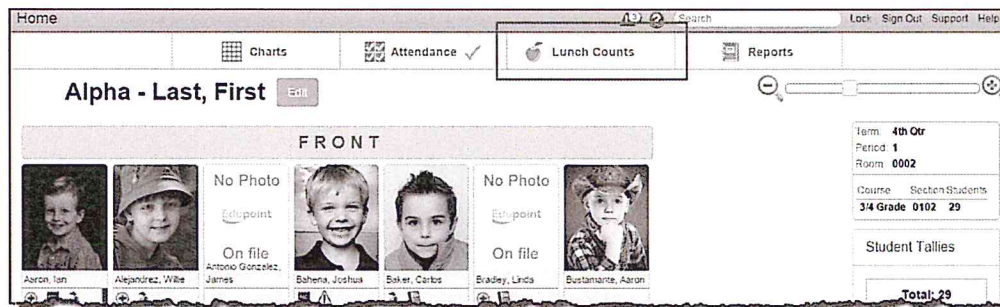 Home
Search
Lock Sign Out Support Help
Charts
Attendance
Lunch Counts
Reports
Alpha - Last, First
Edit
FRONT
Term: 4th Qtr
Period: 1
Room: 0002
Course Section Students
3/4 Grade 0102 29
Student Tallies
Total: 29
No Photo
Edupoint
On file
No Photo
Edupoint
On file
Aaron, Ian
Alejandrez, Willie
Antonio Gonzalez, James
Bahena, Joshua
Baker, Carlos
Bradley, Linda
Bustamante, Aaron